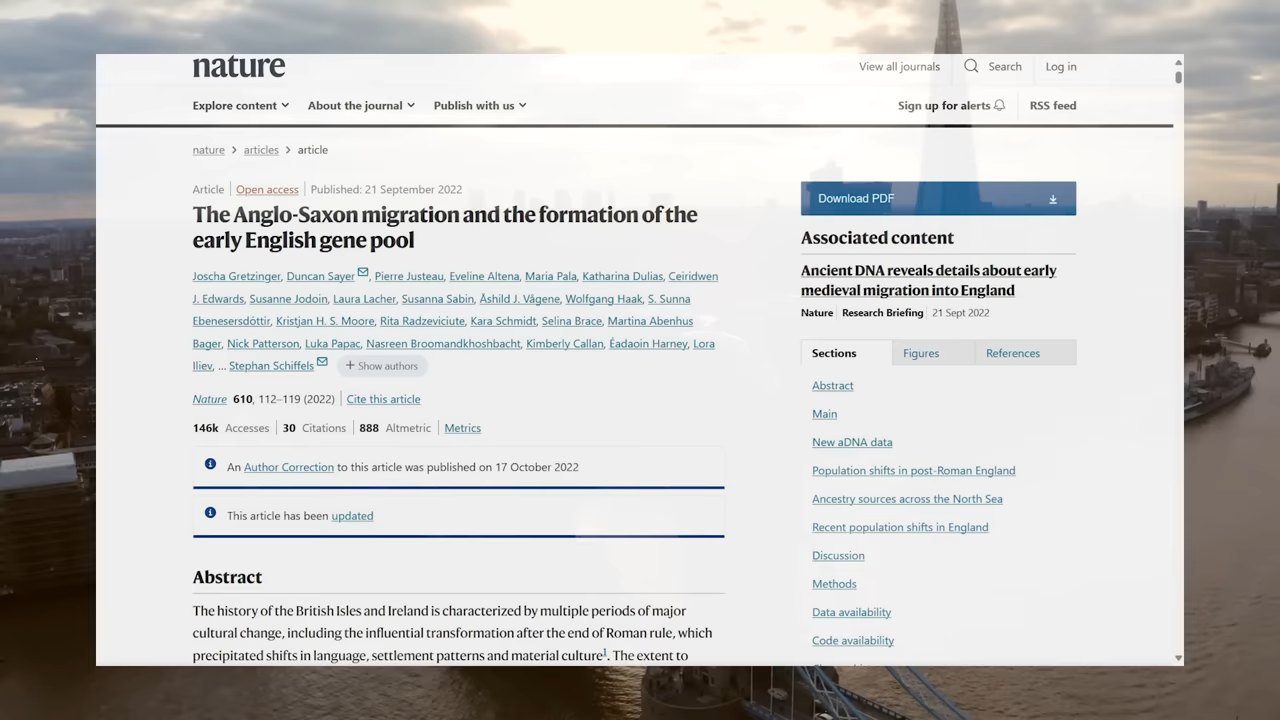 nature
View all journals
Search
Log in
Explore content
About the journal
Publish with us
Sign up for alerts
RSS feed
nature > articles > article
Article | Open access | Published: 21 September 2022
The Anglo-Saxon migration and the formation of the
early English gene pool
Joscha Gretzinger, Duncan Sayer, Pierre Justeau, Eveline Altena, Maria Pala, Katharina Dulias, Ceiridwen
J. Edwards, Susanne Jodoin, Laura Lacher, Susanna Sabin, Åshild J. Vågene, Wolfgang Haak, S. Sunna
Ebenesersdóttir, Kristjan H. S. Moore, Rita Radzeviciute, Kara Schmidt, Selina Brace, Martina Abenhus
Bager, Nick Patterson, Luka Papac, Nasreen Broomandkhoshbacht, Kimberly Callan, Éadaoin Harney, Lora
Iliev, ... Stephan Schiffels + Show authors
Nature 610, 112–119 (2022) | Cite this article
146k Accesses | 30 Citations | 888 Altmetric | Metrics
An Author Correction to this article was published on 17 October 2022
This article has been updated
Abstract
The history of the British Isles and Ireland is characterized by multiple periods of major
cultural change, including the influential transformation after the end of Roman rule, which
precipitated shifts in language, settlement patterns and material culture1. The extent to
Download PDF
Associated content
Ancient DNA reveals details about early
medieval migration into England
Nature | Research Briefing | 21 Sept 2022
Sections
Figures
References
Abstract
Main
New aDNA data
Population shifts in post-Roman England
Ancestry sources across the North Sea
Recent population shifts in England
Discussion
Methods
Data availability
Code availability